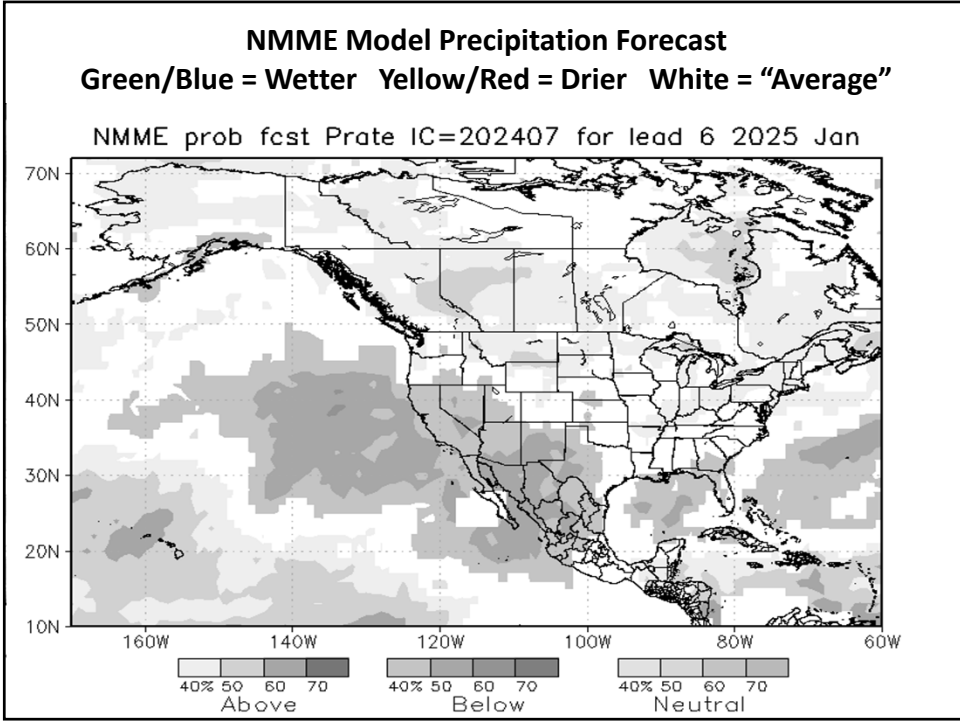 NMME Model Precipitation Forecast
Green/Blue = Wetter Yellow/Red = Drier White = “Average”
NMME prob fcst Prate IC=202407 for lead 6 2025 Jan
70N
60N
50N
40N
30N
20N
10N
160W 140W 120W 100W 80W 60W
40% 50 60 70 40% 50 60 70 40% 50 60 70
Above Below Neutral